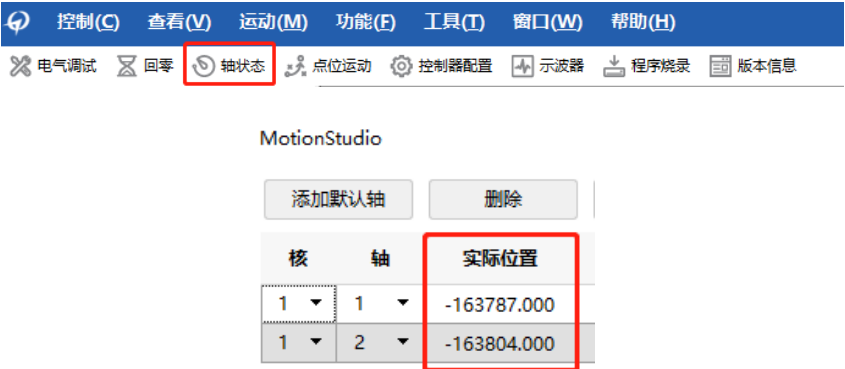 控制(C) 查看(V) 运动(M) 功能(F) 工具(T) 窗口(W) 帮助(H)
电气调试 回零 轴状态 点位运动 控制器配置 示波器 程序烧录 版本信息
MotionStudio
添加默认轴 删除
核 轴 实际位置
1 1 -163787.000
1 2 -163804.000